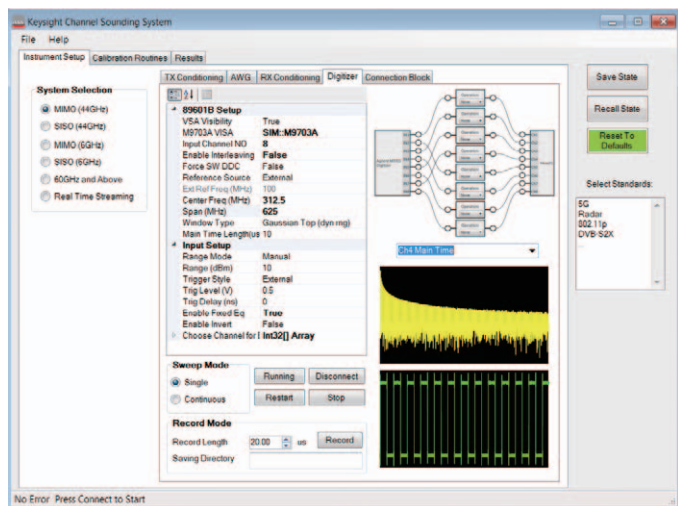 Keysight Channel Sounding System
File Help
Instrument Setup Calibration Routines Results
System Selection
MIMO (44GHz)
SISO (44GHz)
MIMO (6GHz)
SISO (6GHz)
60GHz and Above
Real Time Streaming
TX Conditioning AWG RX Conditioning Digitizer Connection Block
89601B Setup
VSA Visibility True
M9703A VISA SIM::M9703A
Input Channel NO 8
Enable Interleaving False
Force SW DDC False
Reference Source External
Ext Ref Freq (MHz) 100
Center Freq (MHz) 312.5
Span (MHz) 625
Window Type Gaussian Top (dyn rng)
Main Time Length(us 10
Input Setup
Range Mode Manual
Range (dBm) 10
Trigger Style External
Trig Level (V) 0.5
Trig Delay (ns) 0
Enable Fixed Eq True
Enable Invert False
Choose Channel for I Int32[] Array
Ch4 Main Time
Sweep Mode
Single
Continuous
Running Disconnect
Restart Stop
Record Mode
Record Length 20.00 us Record
Saving Directory
Save State
Recall State
Reset To
Defaults
Select Standards:
5G
Radar
802.11p
DVB-S2X
...
No Error Press Connect to Start